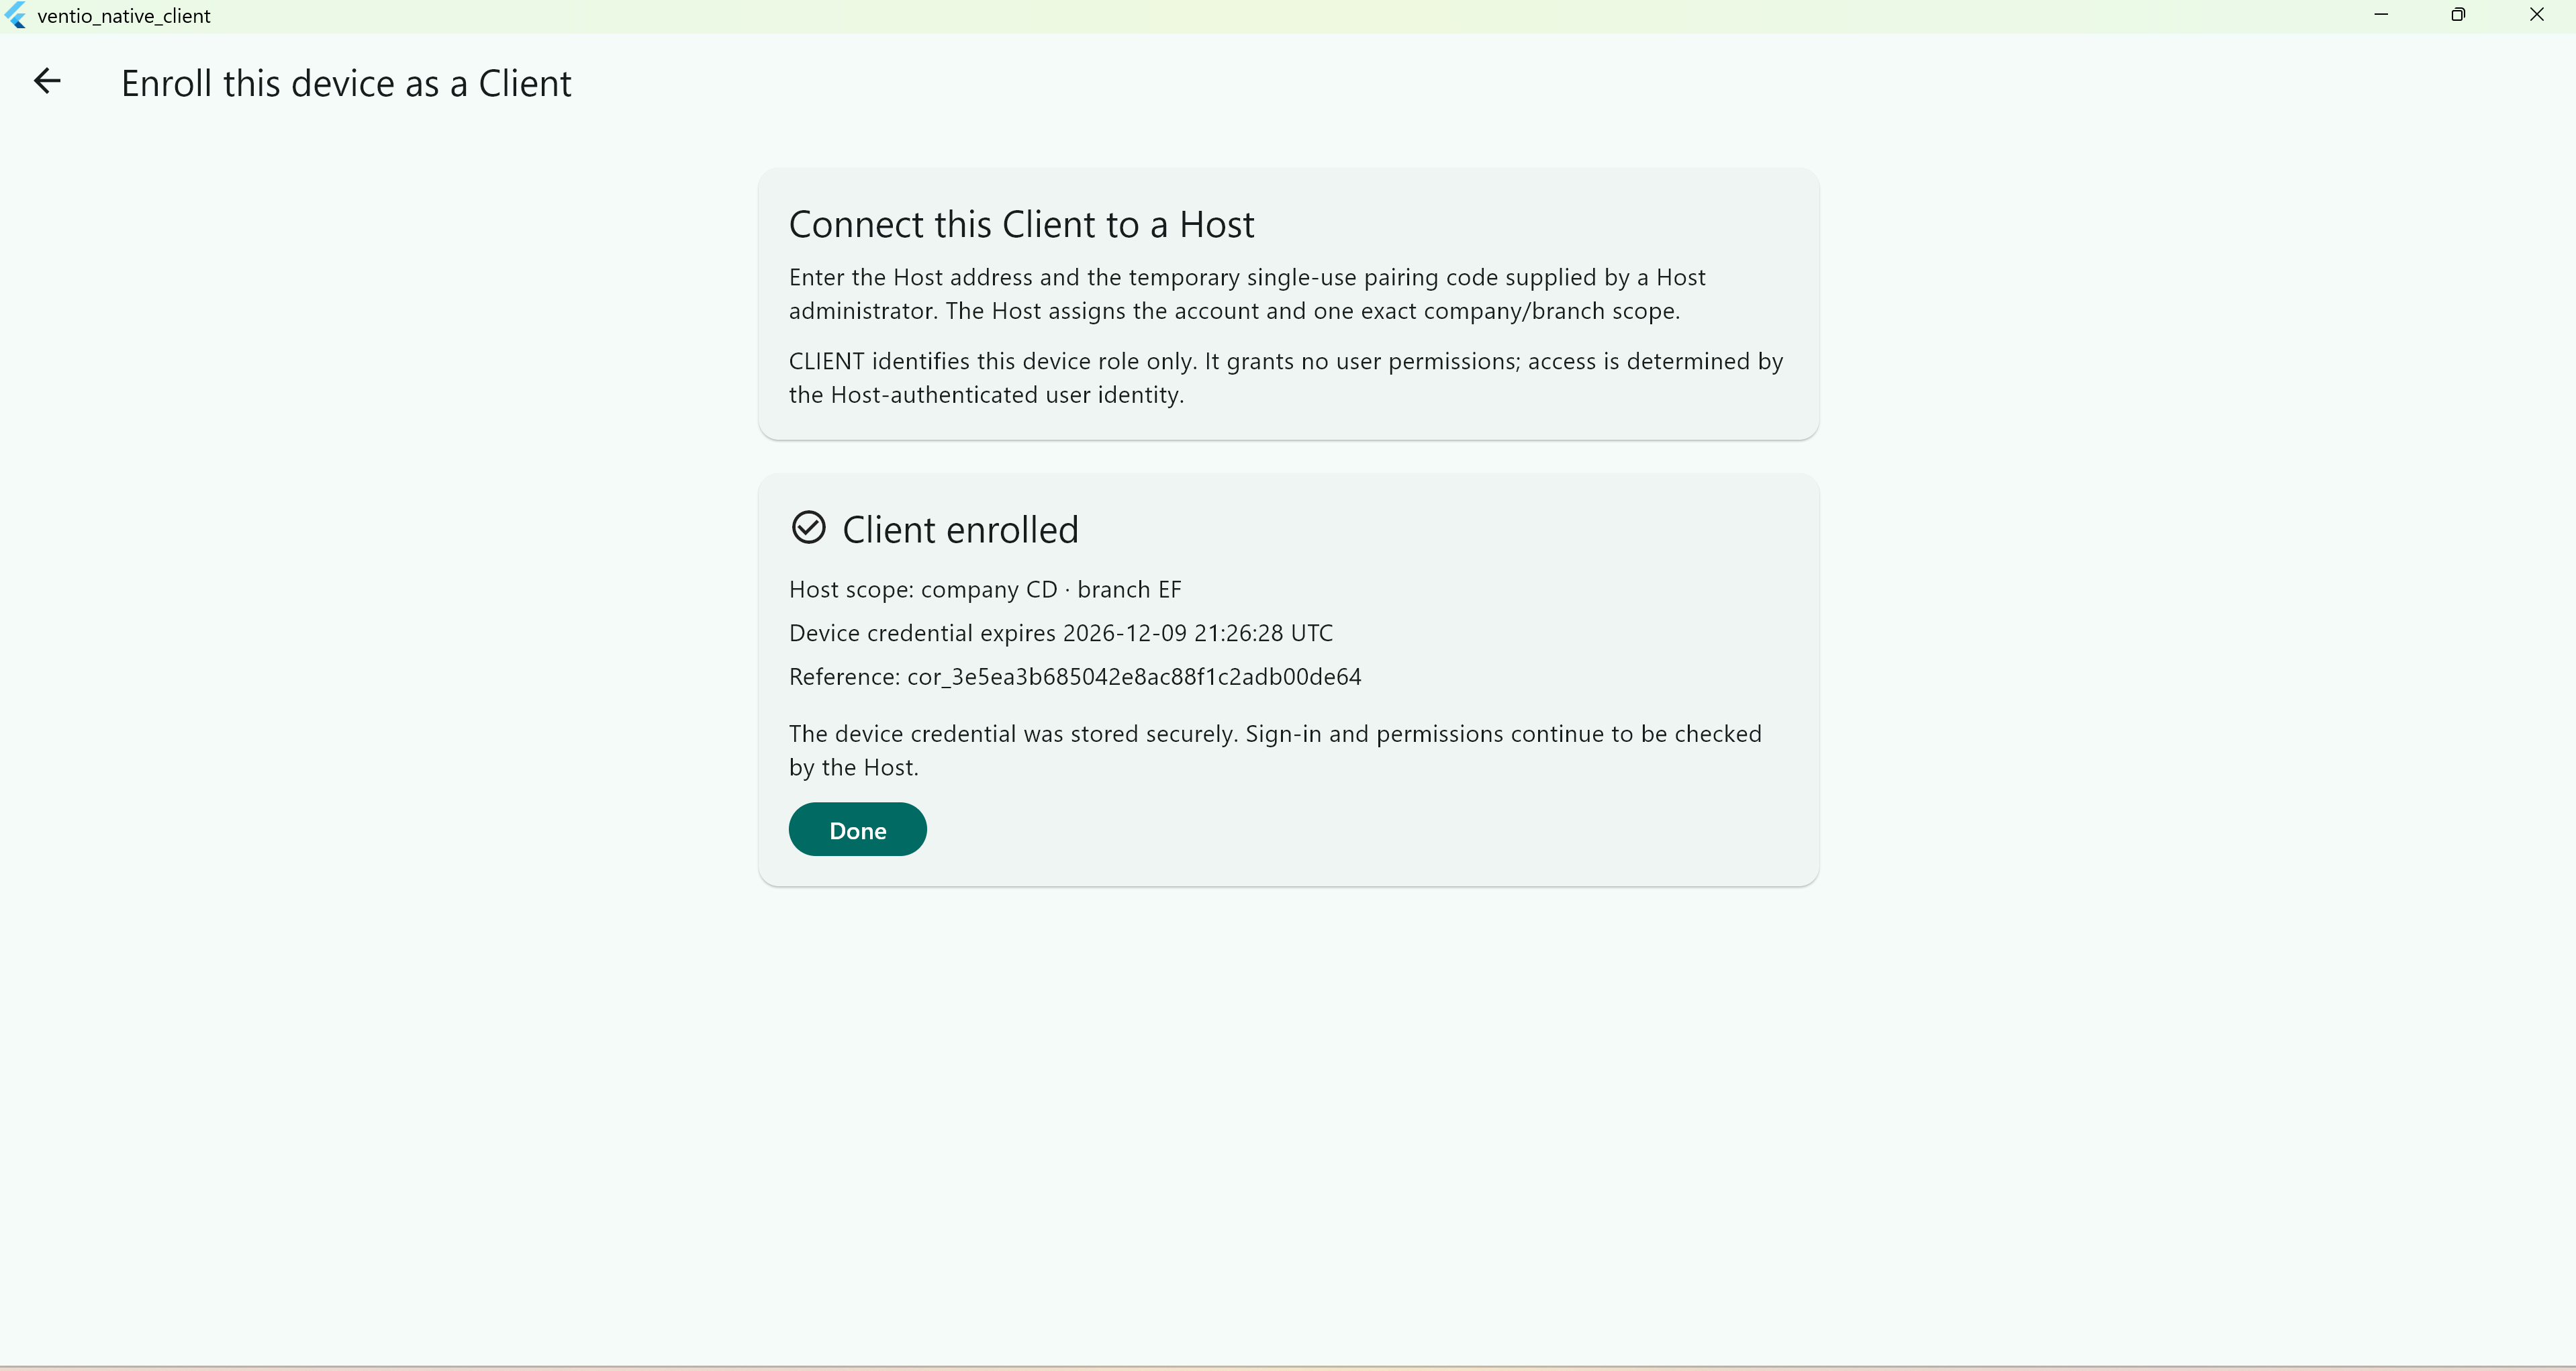 ventio_native_client
Enroll this device as a Client
Connect this Client to a Host
Enter the Host address and the temporary single-use pairing code supplied by a Host
administrator. The Host assigns the account and one exact company/branch scope.
CLIENT identifies this device role only. It grants no user permissions; access is determined by
the Host-authenticated user identity.
Client enrolled
Host scope: company CD · branch EF
Device credential expires 2026-12-09 21:26:28 UTC
Reference: cor_3e5ea3b685042e8ac88f1c2adb00de64
The device credential was stored securely. Sign-in and permissions continue to be checked
by the Host.
Done